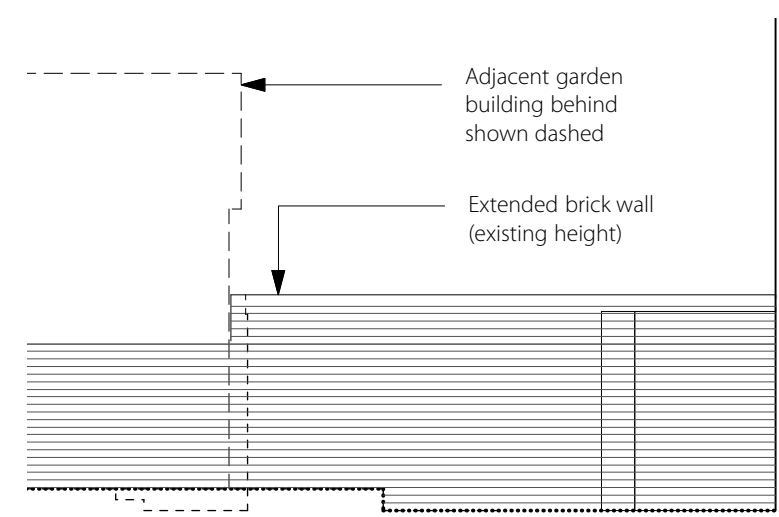 Adjacent garden
building behind
shown dashed
Extended brick wall
(existing height)